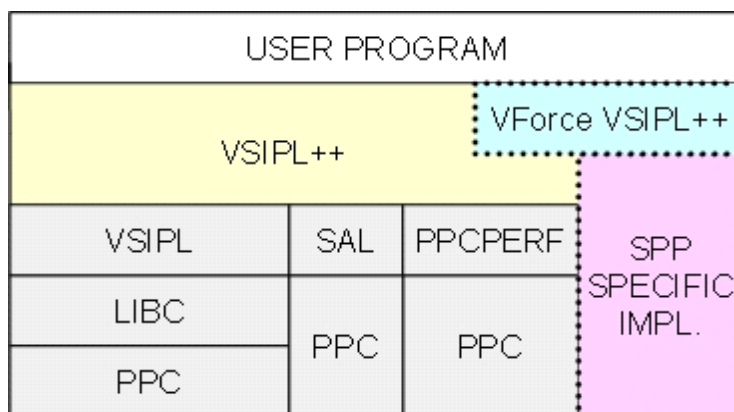 USER PROGRAM
VForce VSIPL++
VSIPL++
VSIPL
SAL
PPCPERF
SPP
SPECIFIC
IMPL.
LIBC
PPC
PPC
PPC